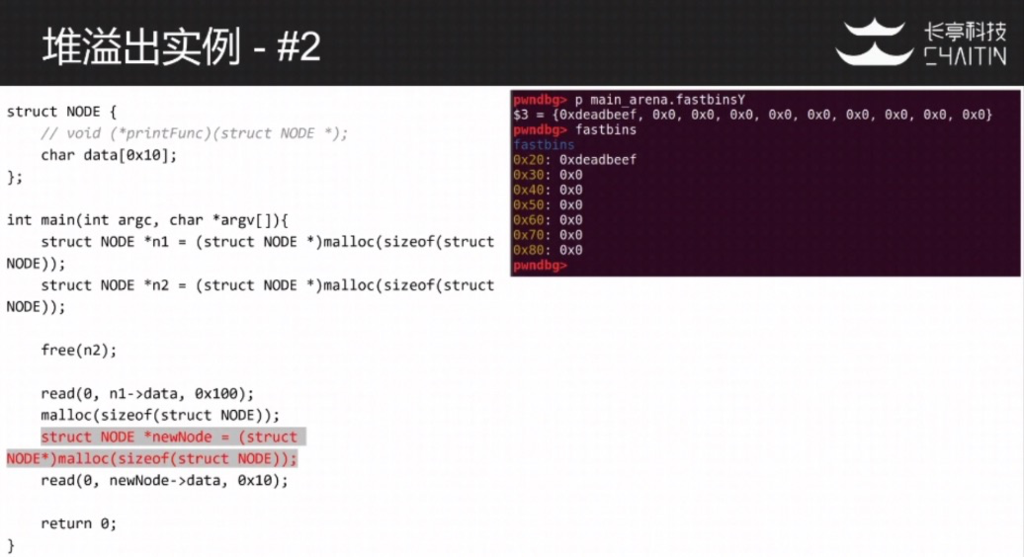 堆溢出实例 - #2
长亭科技
CHAITIN
struct NODE {
    // void (*printFunc)(struct NODE *);
    char data[0x10];
};
int main(int argc, char *argv[]){
    struct NODE *n1 = (struct NODE *)malloc(sizeof(struct
NODE));
    struct NODE *n2 = (struct NODE *)malloc(sizeof(struct
NODE));
    free(n2);
    read(0, n1->data, 0x100);
    malloc(sizeof(struct NODE));
    struct NODE *newNode = (struct
NODE*)malloc(sizeof(struct NODE));
    read(0, newNode->data, 0x10);
    return 0;
}
pwndbg> p main_arena.fastbinsY
$3 = {0xdeadbeef, 0x0, 0x0, 0x0, 0x0, 0x0, 0x0, 0x0, 0x0, 0x0}
pwndbg> fastbins
fastbins
0x20: 0xdeadbeef
0x30: 0x0
0x40: 0x0
0x50: 0x0
0x60: 0x0
0x70: 0x0
0x80: 0x0
pwndbg>